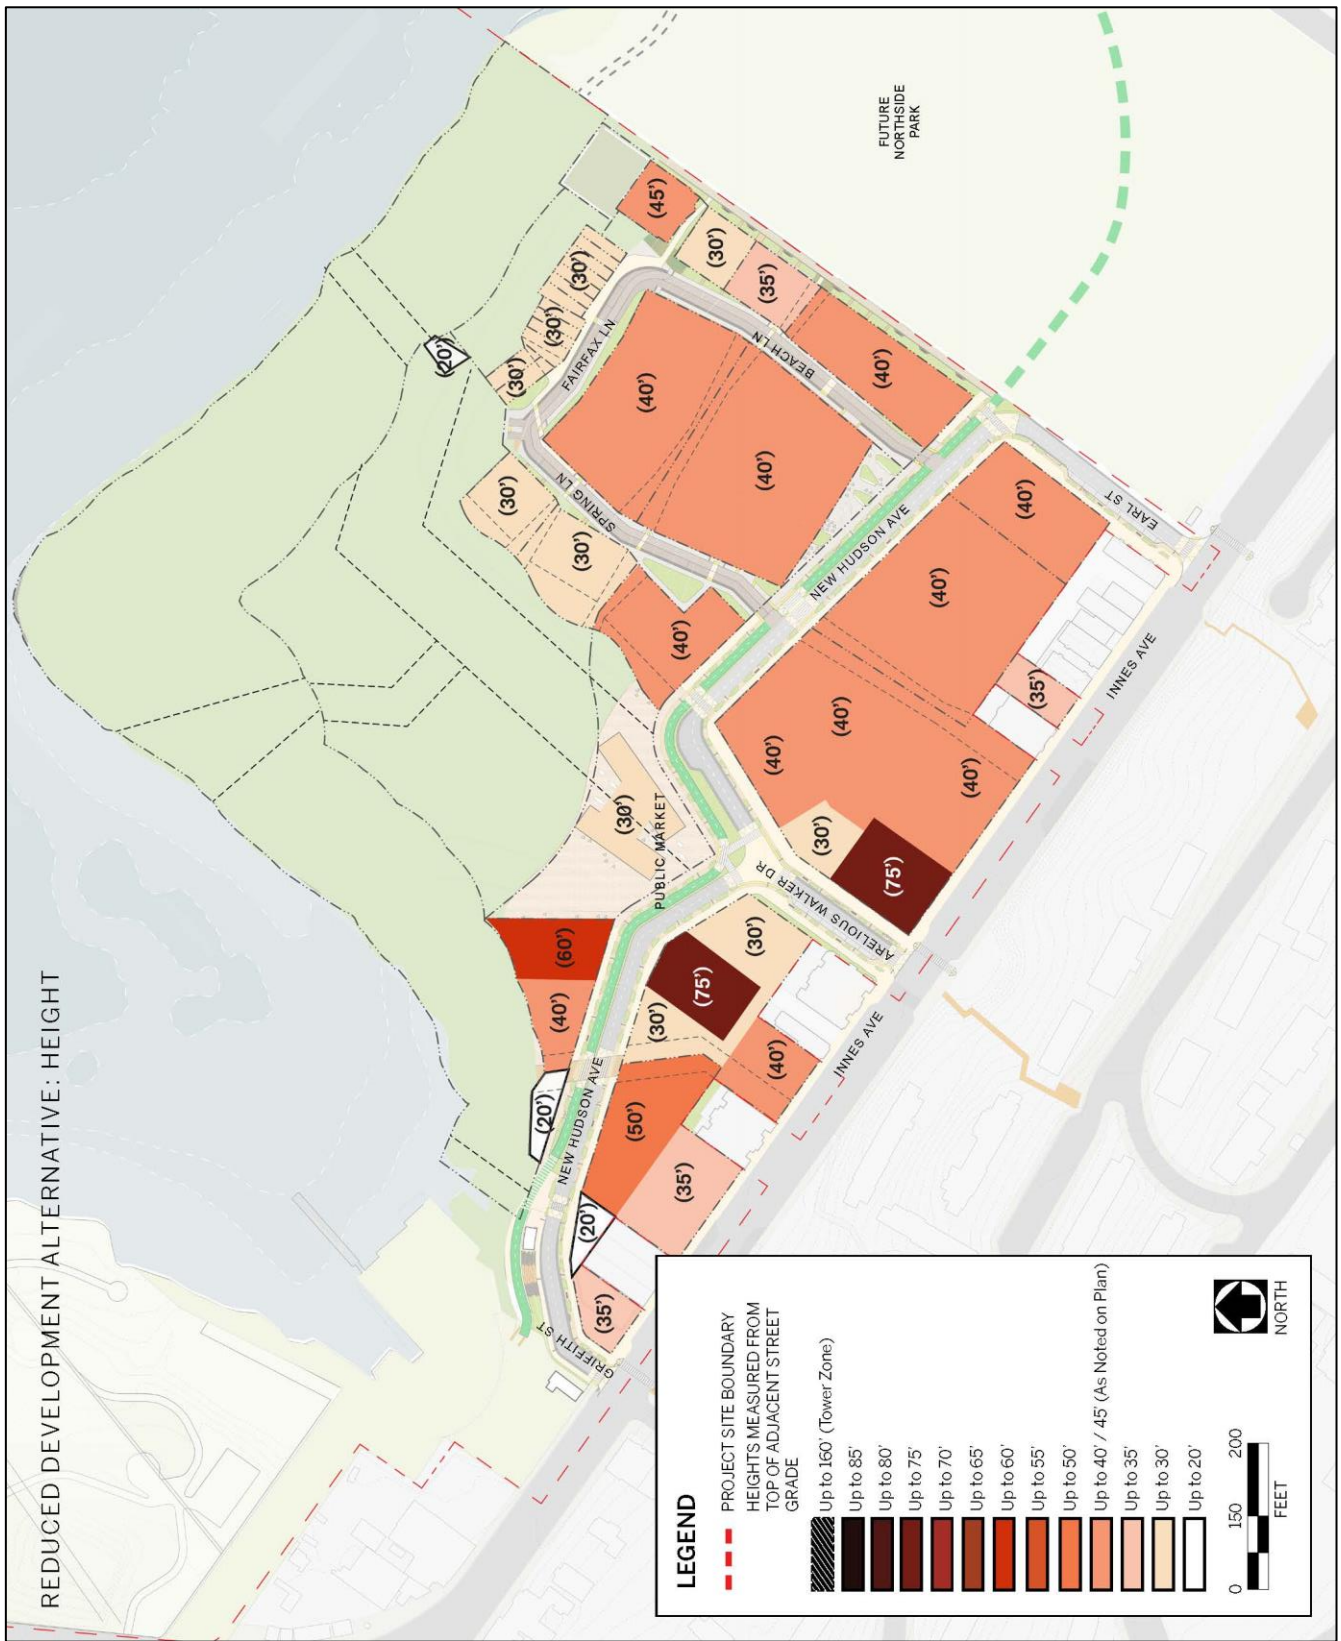 REDUCED DEVELOPMENT ALTERNATIVE: HEIGHT
FUTURE
NORTHSIDE
PARK
(45')
(30')
(35')
(40')
(30')
(30')
(30')
(20')
FAIRFAX LN
BEACH LN
SPRING LN
(40')
(40')
(30')
(30')
(40')
NEW HUDSON AVE
EARL ST
(40')
(40')
(40')
(40')
(40')
(35')
INNES AVE
(30')
(75')
PUBLIC MARKET
(30')
ARELIOUS WALKER DR
(60')
(40')
(20')
NEW HUDSON AVE
(30')
(75')
(30')
(40')
(50')
(35')
(20')
(35')
INNES AVE
GRIFFITH ST
LEGEND
PROJECT SITE BOUNDARY
HEIGHTS MEASURED FROM
TOP OF ADJACENT STREET
GRADE
Up to 160' (Tower Zone)
Up to 85'
Up to 80'
Up to 75'
Up to 70'
Up to 65'
Up to 60'
Up to 55'
Up to 50'
Up to 40' / 45' (As Noted on Plan)
Up to 35'
Up to 30'
Up to 20'
0 150 200
FEET
NORTH